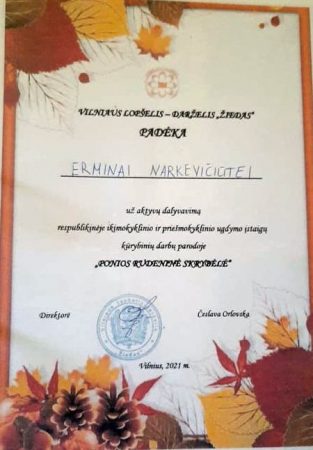 VILNIAUS LOPŠELIS – DARŽELIS „ŽIEDAS"
PADĖKA
ERMINAI NARKEVIČIŪTEI
už aktyvų dalyvavimą
respublikinėje ikimokyklinio ir priešmokyklinio ugdymo įstaigų
kūrybinių darbų parodoje
„PONIOS RUDENINĖ SKRYBĖLĖ"
Direktorė Česlava Orlovska
Vilnius, 2021 m.